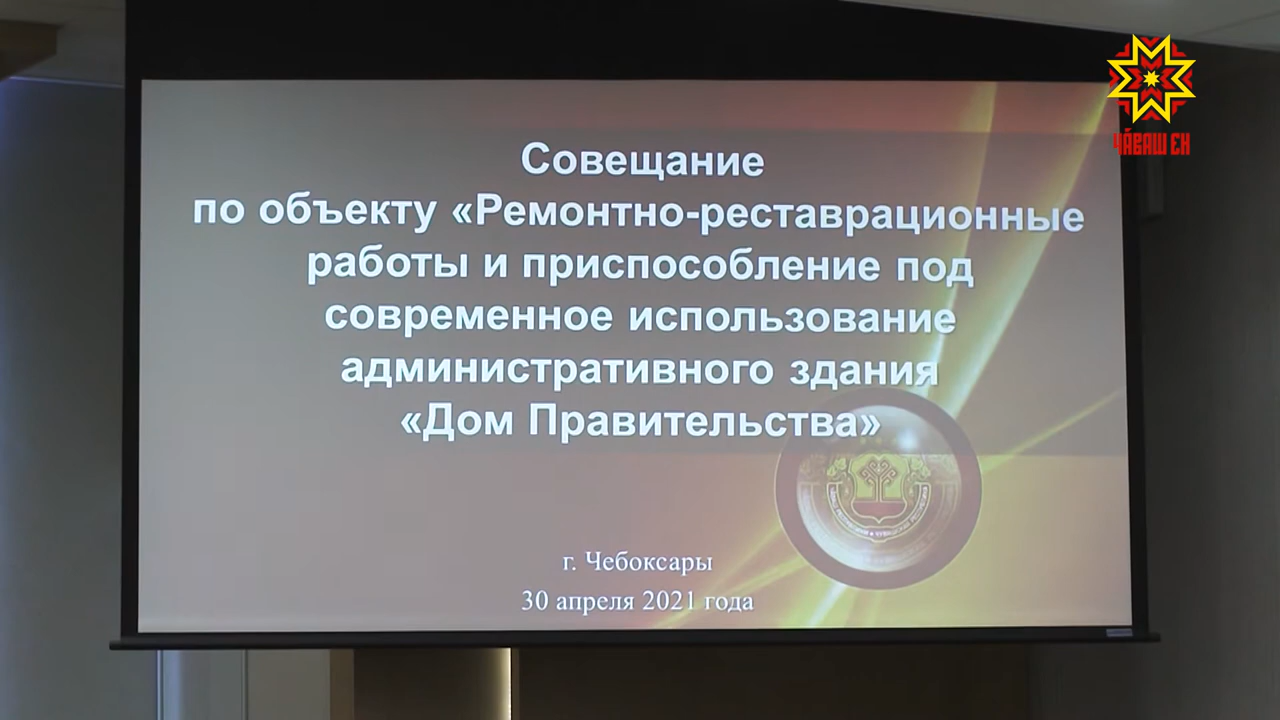 ЧӐВАШ ЕН
Совещание
по объекту «Ремонтно-реставрационные
работы и приспособление под
современное использование
административного здания
«Дом Правительства»
г. Чебоксары
30 апреля 2021 года